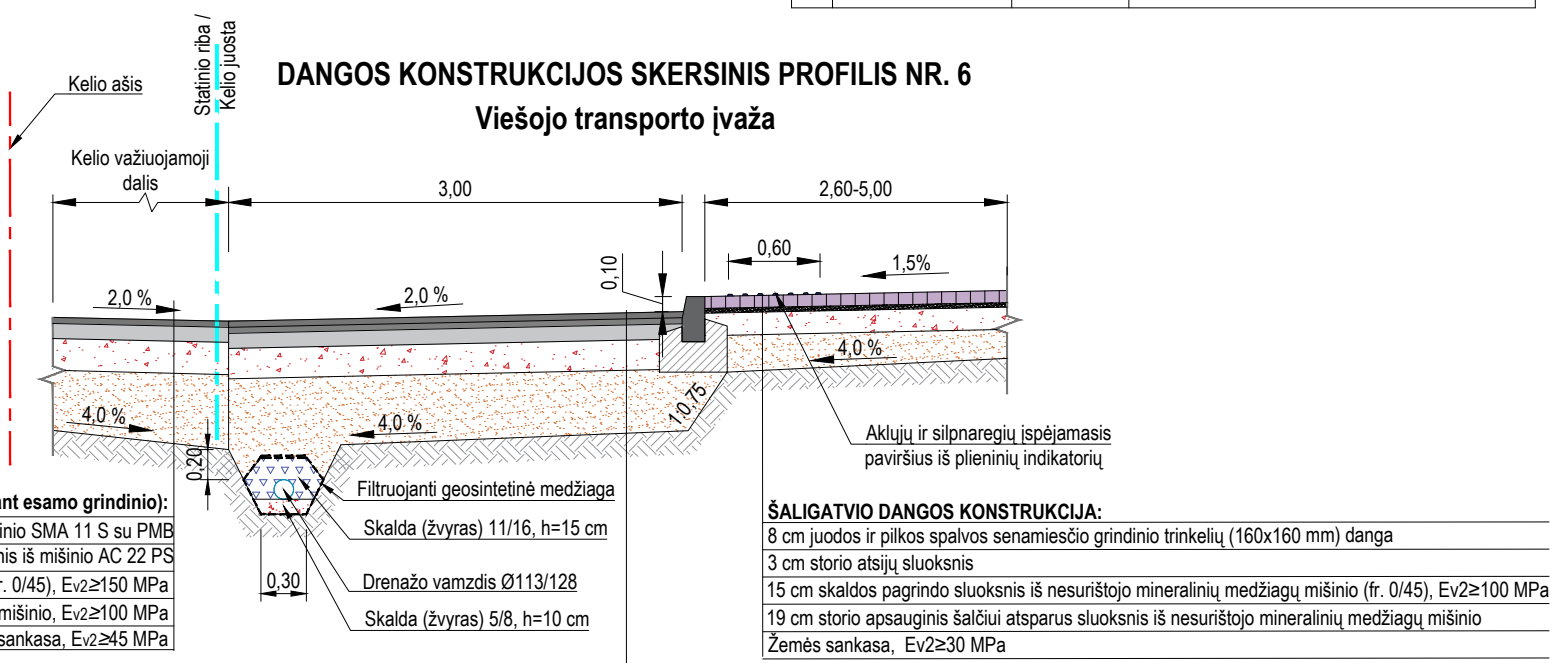 DANGOS KONSTRUKCIJOS SKERSINIS PROFILIS NR. 6
Viešojo transporto įvaža
Kelio ašis
Statinio riba /
Kelio juosta
Kelio važiuojamoji
dalis
3,00
2,60-5,00
0,60
0,10
1,5%
2,0 %
2,0 %
4,0 %
4,0 %
4,0 %
1:0,75
0,20
0,30
Aklųjų ir silpnaregių įspėjamasis
paviršius iš plieninių indikatorių
Filtruojanti geosintetinė medžiaga
Skalda (žvyras) 11/16, h=15 cm
Drenažo vamzdis Ø113/128
Skalda (žvyras) 5/8, h=10 cm
ant esamo grindinio):
inio SMA 11 S su PMB
nis iš mišinio AC 22 PS
r. 0/45), Ev2≥150 MPa
mišinio, Ev2≥100 MPa
sankasa, Ev2≥45 MPa
ŠALIGATVIO DANGOS KONSTRUKCIJA:
8 cm juodos ir pilkos spalvos senamiesčio grindinio trinkelių (160x160 mm) danga
3 cm storio atsijų sluoksnis
15 cm skaldos pagrindo sluoksnis iš nesurištojo mineralinių medžiagų mišinio (fr. 0/45), Ev2≥100 MPa
19 cm storio apsauginis šalčiui atsparus sluoksnis iš nesurištojo mineralinių medžiagų mišinio
Žemės sankasa, Ev2≥30 MPa